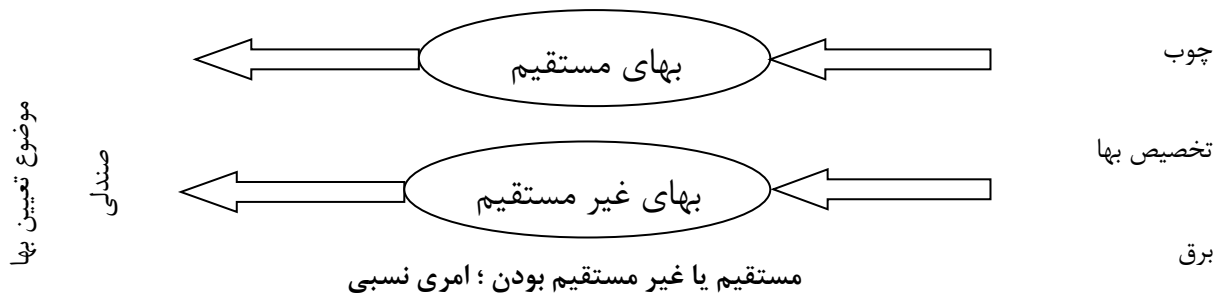 چوب
بهای مستقیم
تخصیص بها
برق
بهای غیر مستقیم
صندلی
موضوع تعیین بها
مستقیم یا غیر مستقیم بودن ؛ امری نسبی